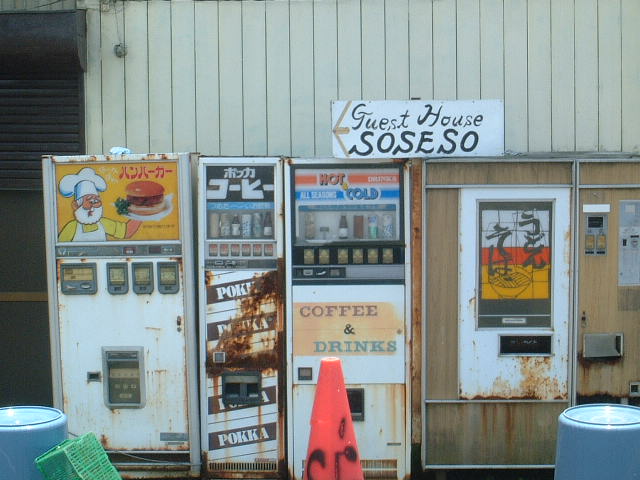 Guest House
SOSESO
ハンバーガー
ポッカ
コーヒー
HOT & COLD
DRINKS
ALL SEASONS
うどん
そば
POKKA
POKKA
POKKA
POKKA
COFFEE
&
DRINKS